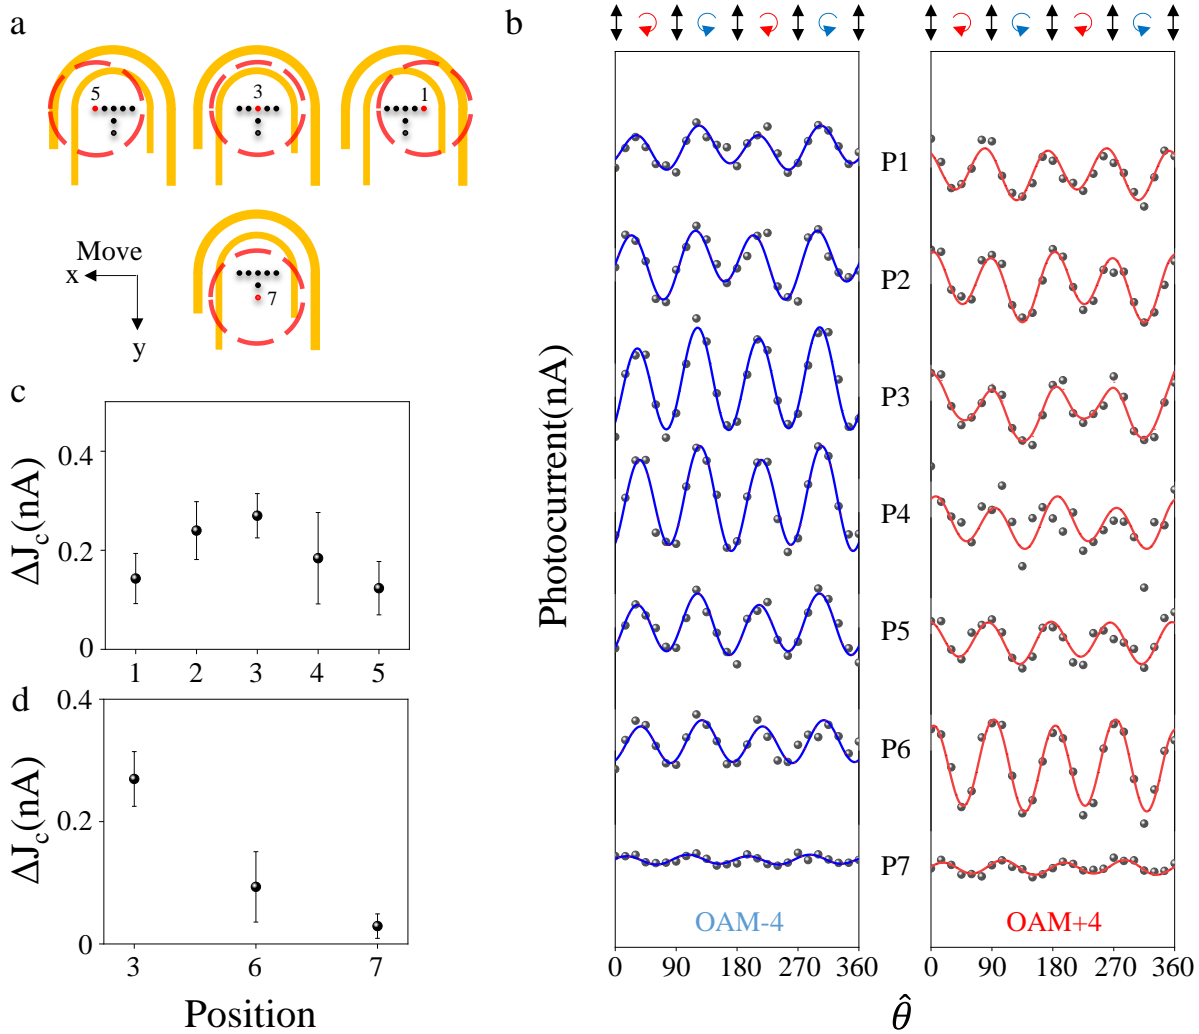 a
5
3
1
Move
x
y
7
b
Photocurrent(nA)
P1
P2
P3
P4
P5
P6
P7
OAM-4
OAM+4
0 90 180 270 360
0 90 180 270 360
θ̂
c
ΔJc(nA)
0.4
0.2
0
1 2 3 4 5
d
ΔJc(nA)
0.4
0.2
0
3 6 7
Position